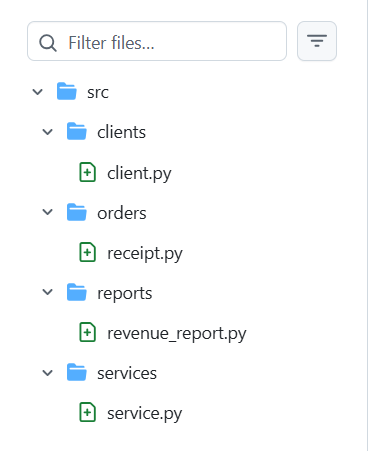 Filter files...
src
clients
client.py
orders
receipt.py
reports
revenue_report.py
services
service.py